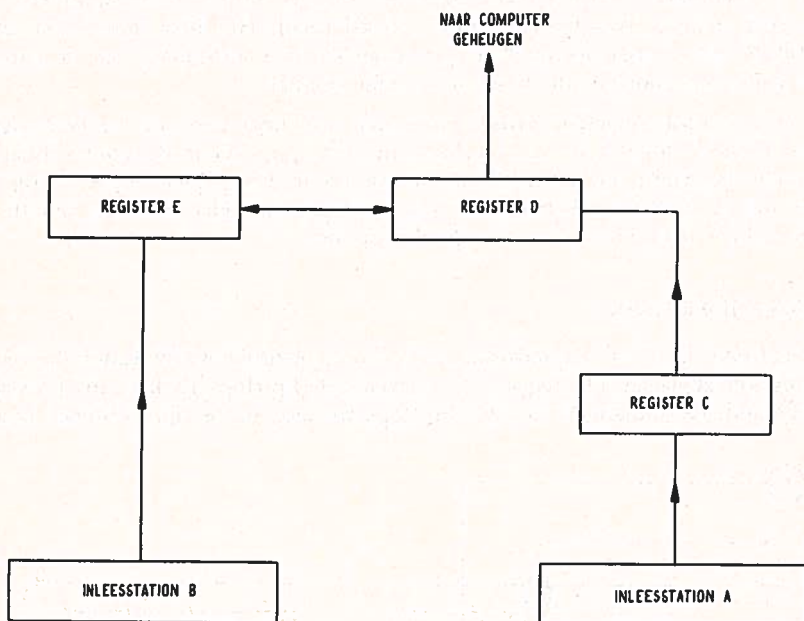 NAAR COMPUTER
GEHEUGEN
REGISTER E
REGISTER D
REGISTER C
INLEESSTATION B
INLEESSTATION A